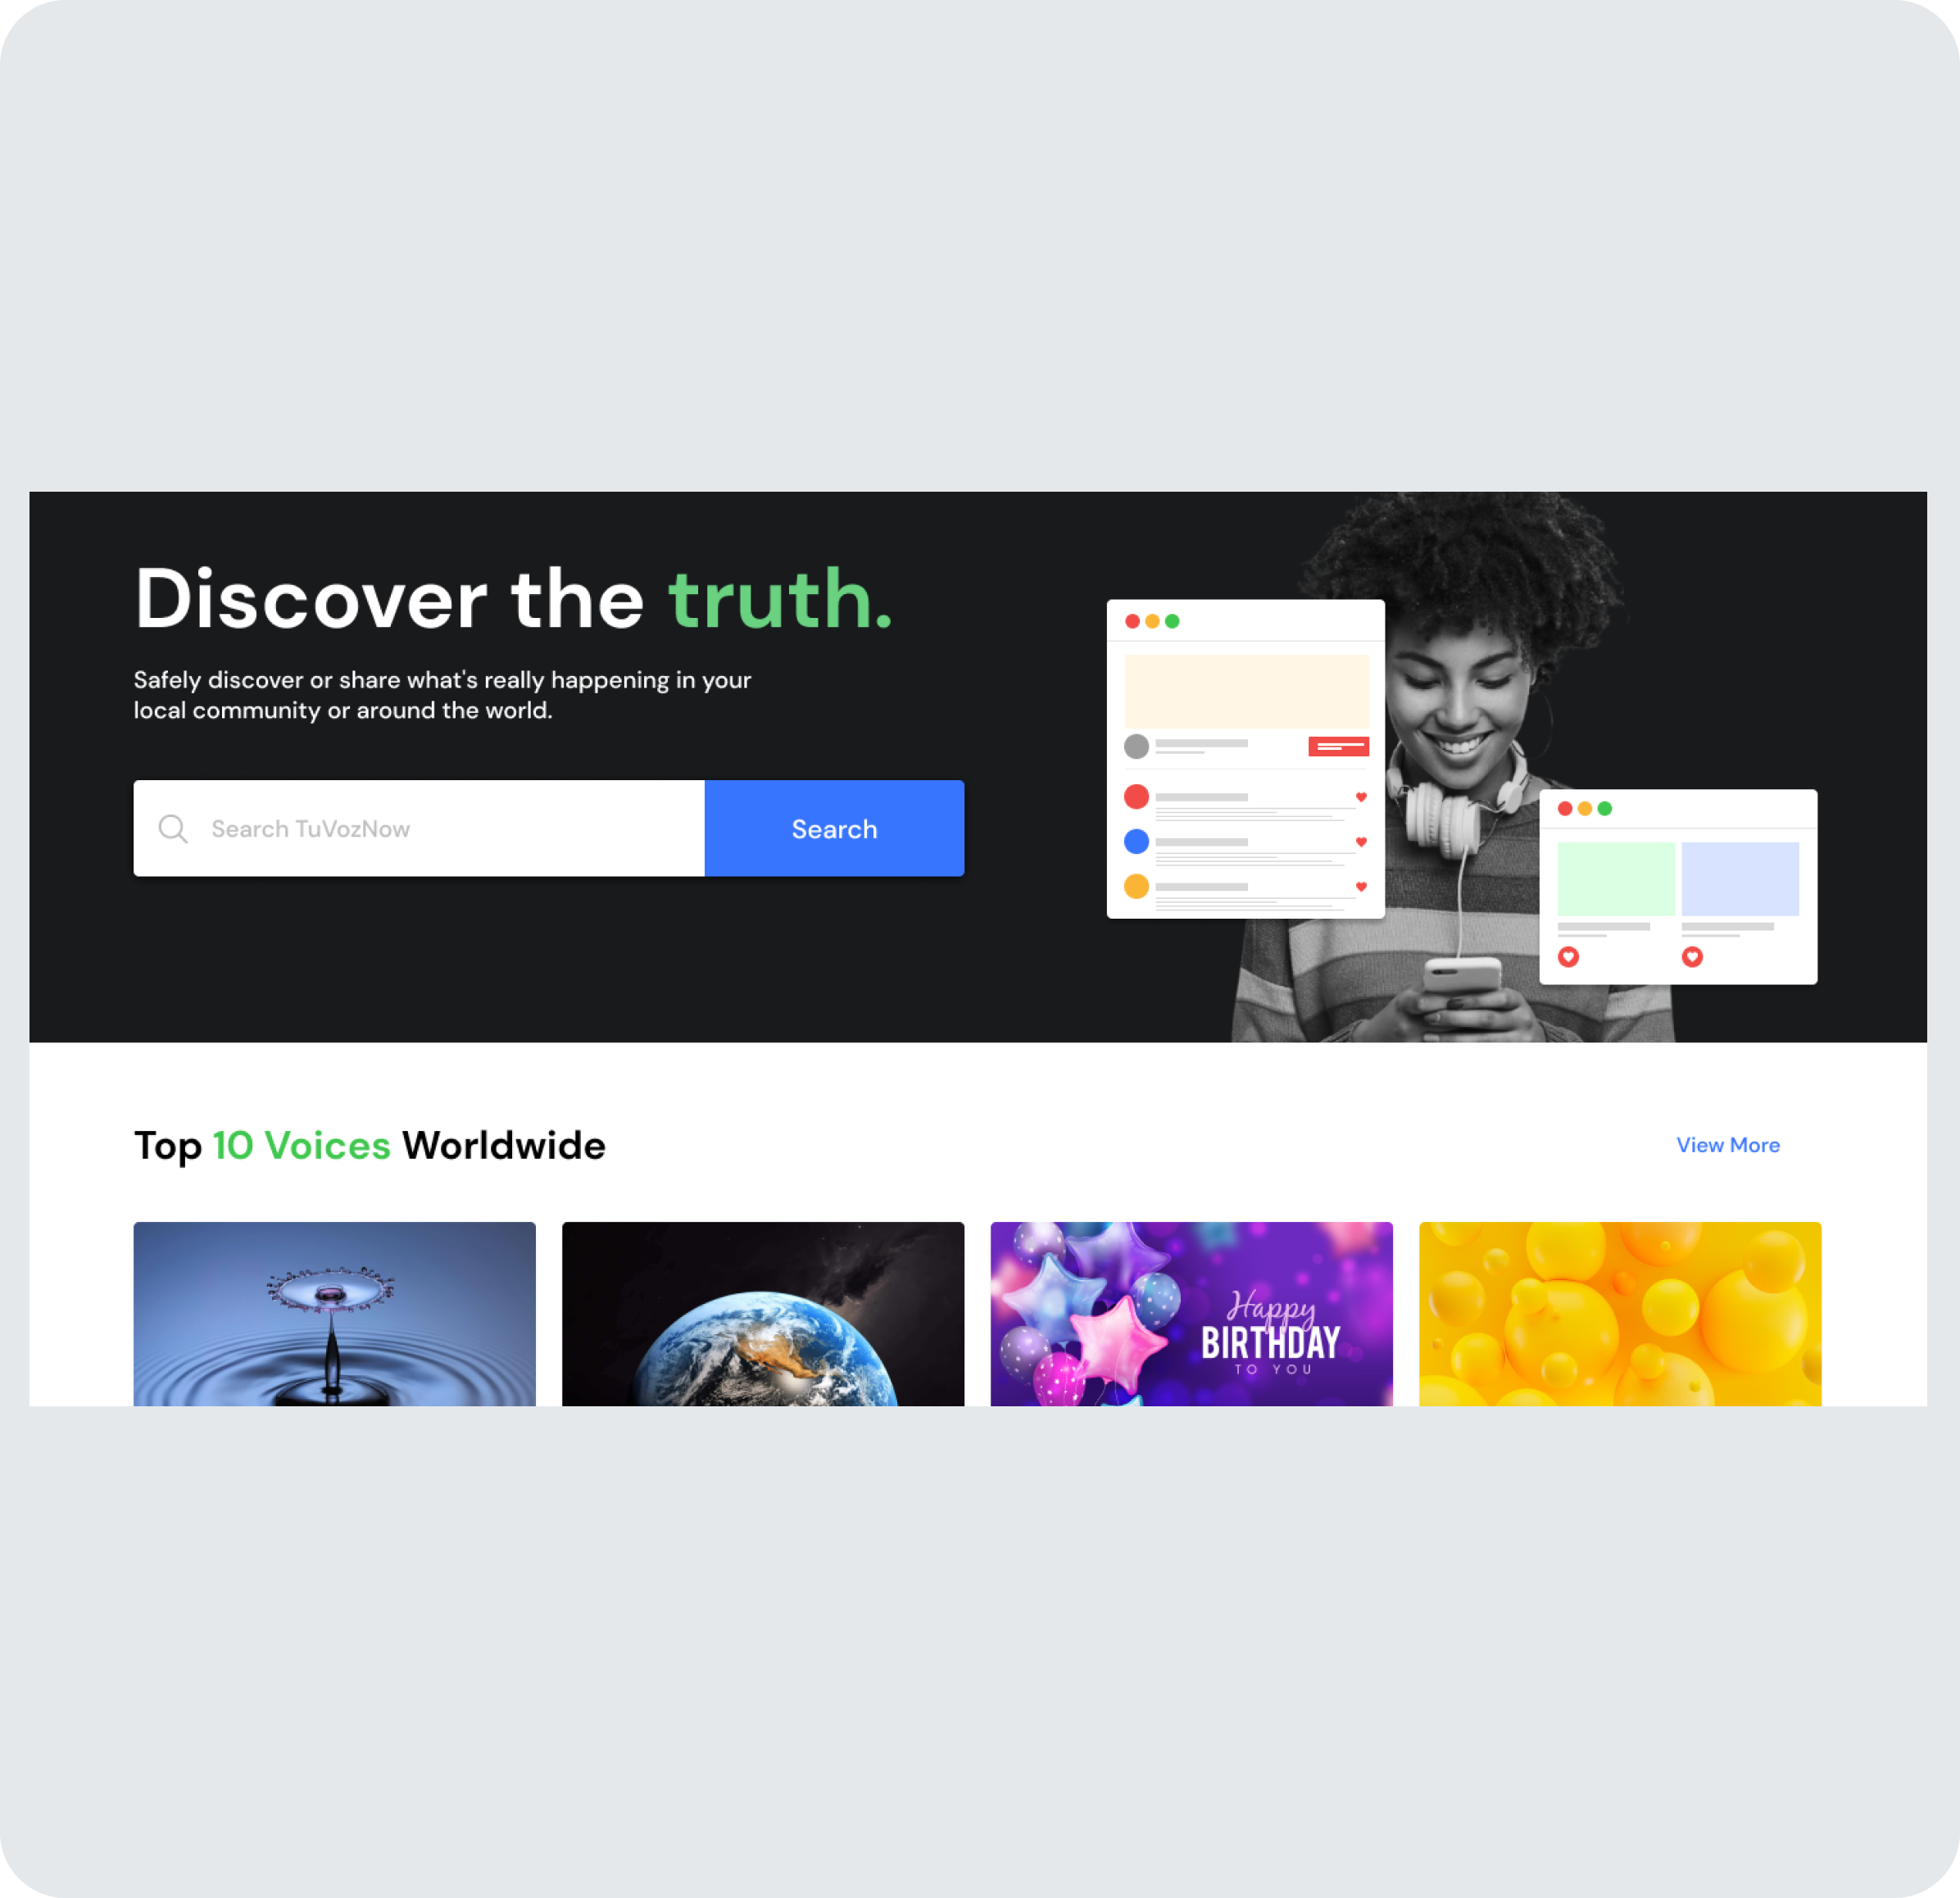 Discover the truth.
Safely discover or share what's really happening in your
local community or around the world.
Search TuVozNow
Search
Top 10 Voices Worldwide
View More
Happy
BIRTHDAY
TO YOU